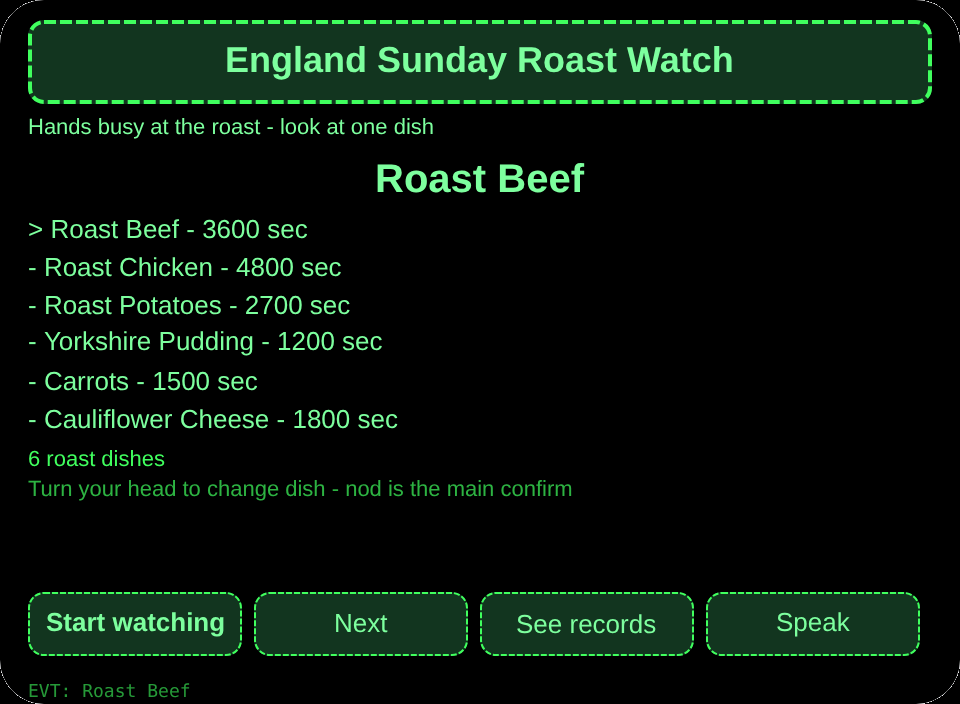 England Sunday Roast Watch
Hands busy at the roast - look at one dish
Roast Beef
> Roast Beef - 3600 sec
- Roast Chicken - 4800 sec
- Roast Potatoes - 2700 sec
- Yorkshire Pudding - 1200 sec
- Carrots - 1500 sec
- Cauliflower Cheese - 1800 sec
6 roast dishes
Turn your head to change dish - nod is the main confirm
Start watching
Next
See records
Speak
EVT: Roast Beef